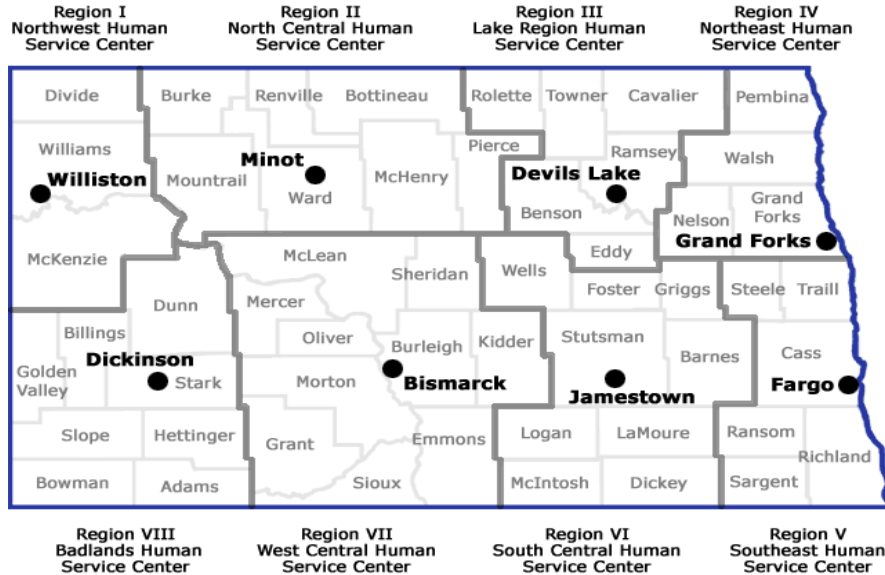 Region I
Northwest Human
Service Center
Region II
North Central Human
Service Center
Region III
Lake Region Human
Service Center
Region IV
Northeast Human
Service Center
Divide
Burke
Renville
Bottineau
Rolette
Towner
Cavalier
Pembina
Williams
Pierce
Ramsey
Walsh
Minot
Williston
Mountrail
Ward
McHenry
Devils Lake
Benson
Nelson
Grand
Forks
Grand Forks
McKenzie
McLean
Sheridan
Wells
Eddy
Dunn
Mercer
Foster
Griggs
Steele
Traill
Billings
Oliver
Burleigh
Kidder
Stutsman
Barnes
Cass
Golden
Valley
Dickinson
Stark
Morton
Bismarck
Jamestown
Fargo
Slope
Hettinger
Grant
Emmons
Logan
LaMoure
Ransom
Richland
Bowman
Adams
Sioux
McIntosh
Dickey
Sargent
Region VIII
Badlands Human
Service Center
Region VII
West Central Human
Service Center
Region VI
South Central Human
Service Center
Region V
Southeast Human
Service Center